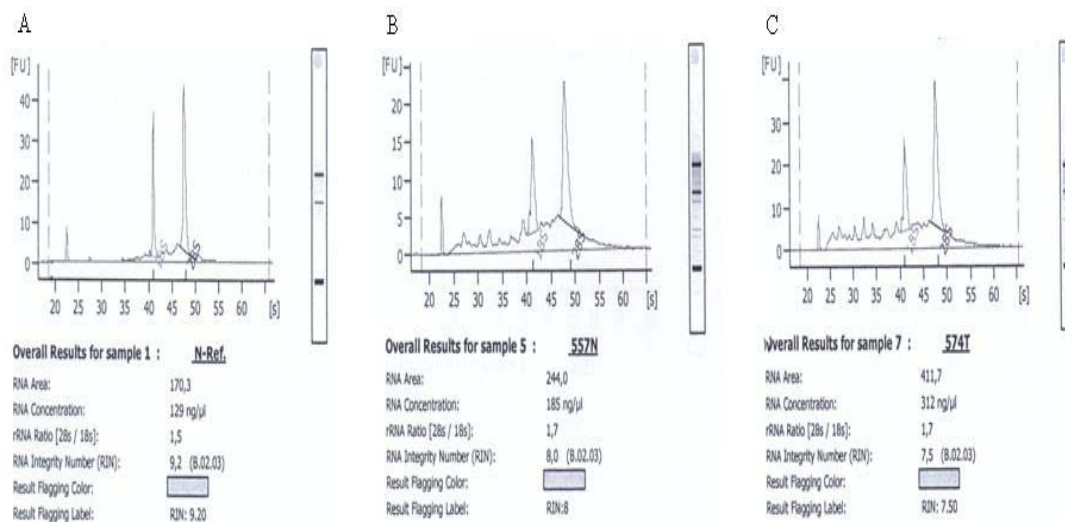 A
[FU]
40
30
20
10
0
20 25 30 35 40 45 50 55 60 [s]
Overall Results for sample 1 : N-Ref.
RNA Area: 170,3
RNA Concentration: 129 ng/µl
rRNA Ratio [28s / 18s]: 1,5
RNA Integrity Number (RIN): 9,2 (B.02.03)
Result Flagging Color:
Result Flagging Label: RIN: 9.20
B
[FU]
20
15
10
5
0
20 25 30 35 40 45 50 55 60 [s]
Overall Results for sample 5 : 557N
RNA Area: 244,0
RNA Concentration: 185 ng/µl
rRNA Ratio [28s / 18s]: 1,7
RNA Integrity Number (RIN): 8,0 (B.02.03)
Result Flagging Color:
Result Flagging Label: RIN:8
C
[FU]
30
20
10
0
20 25 30 35 40 45 50 55 60 [s]
Overall Results for sample 7 : 574T
RNA Area: 411,7
RNA Concentration: 312 ng/µl
rRNA Ratio [28s / 18s]: 1,7
RNA Integrity Number (RIN): 7,5 (B.02.03)
Result Flagging Color:
Result Flagging Label: RIN: 7.50